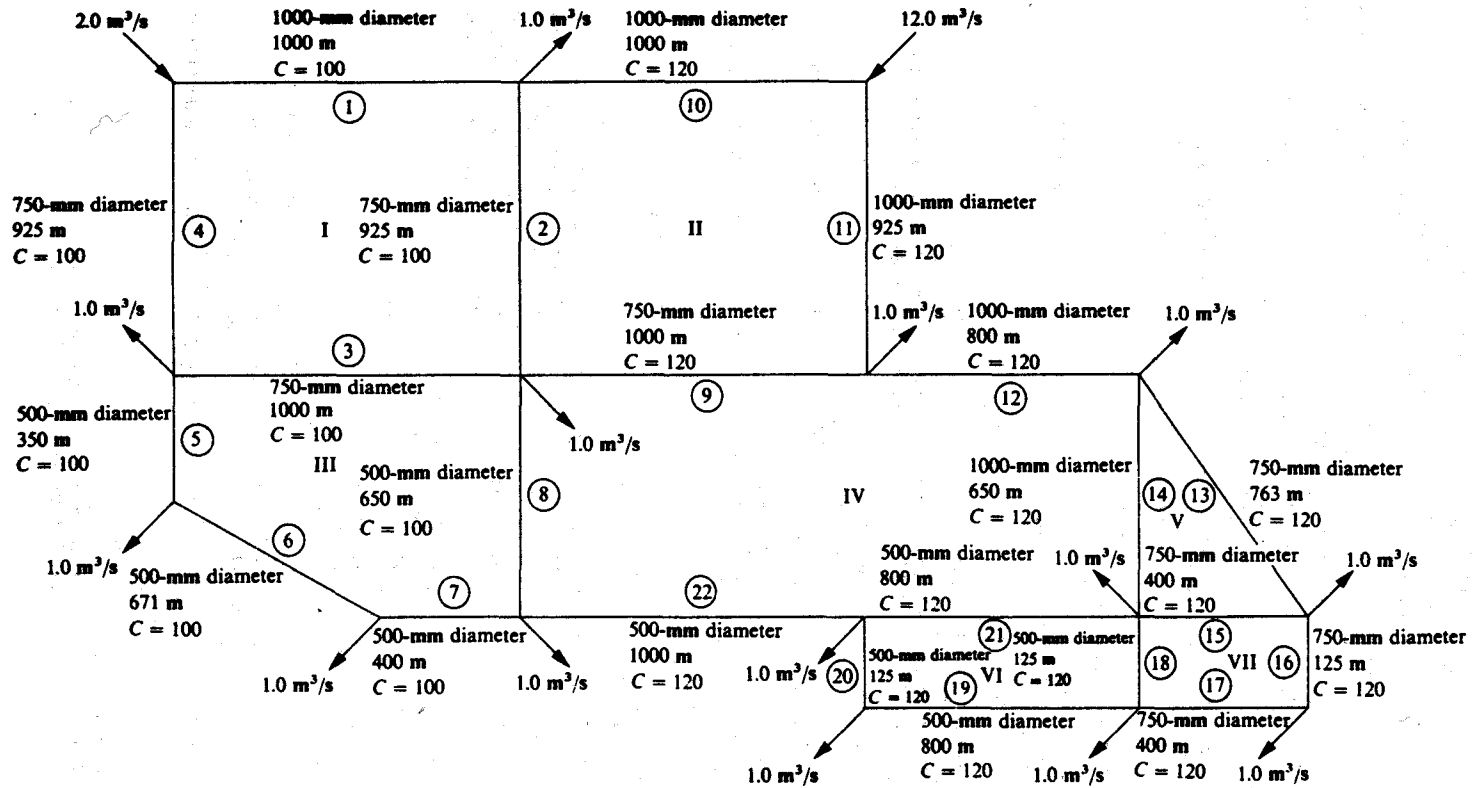 2.0 m³/s
1000-mm diameter
1000 m
C = 100
1.0 m³/s
1000-mm diameter
1000 m
C = 120
12.0 m³/s
1
10
750-mm diameter
925 m
C = 100
4
I
750-mm diameter
925 m
C = 100
2
II
11
1000-mm diameter
925 m
C = 120
1.0 m³/s
3
750-mm diameter
1000 m
C = 120
1.0 m³/s
1000-mm diameter
800 m
C = 120
1.0 m³/s
750-mm diameter
1000 m
C = 100
9
12
500-mm diameter
350 m
C = 100
5
III
1.0 m³/s
500-mm diameter
650 m
C = 100
8
IV
1000-mm diameter
650 m
C = 120
14
13
V
750-mm diameter
763 m
C = 120
6
1.0 m³/s
500-mm diameter
671 m
C = 100
7
22
500-mm diameter
800 m
C = 120
1.0 m³/s
750-mm diameter
400 m
C = 120
1.0 m³/s
500-mm diameter
400 m
C = 100
1.0 m³/s
1.0 m³/s
500-mm diameter
1000 m
C = 120
1.0 m³/s
20
500-mm diameter
125 m
C = 120
21
VI
19
500-mm diameter
125 m
C = 120
18
15
VII
17
16
750-mm diameter
125 m
C = 120
1.0 m³/s
500-mm diameter
800 m
C = 120
1.0 m³/s
750-mm diameter
400 m
C = 120
1.0 m³/s